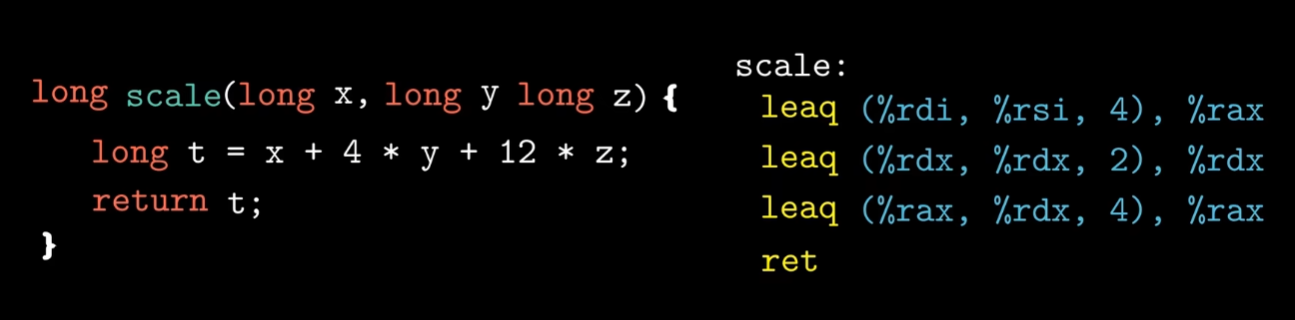 long scale(long x, long y long z) {
long t = x + 4 * y + 12 * z;
return t;
}
scale:
leaq (%rdi, %rsi, 4), %rax
leaq (%rdx, %rdx, 2), %rdx
leaq (%rax, %rdx, 4), %rax
ret